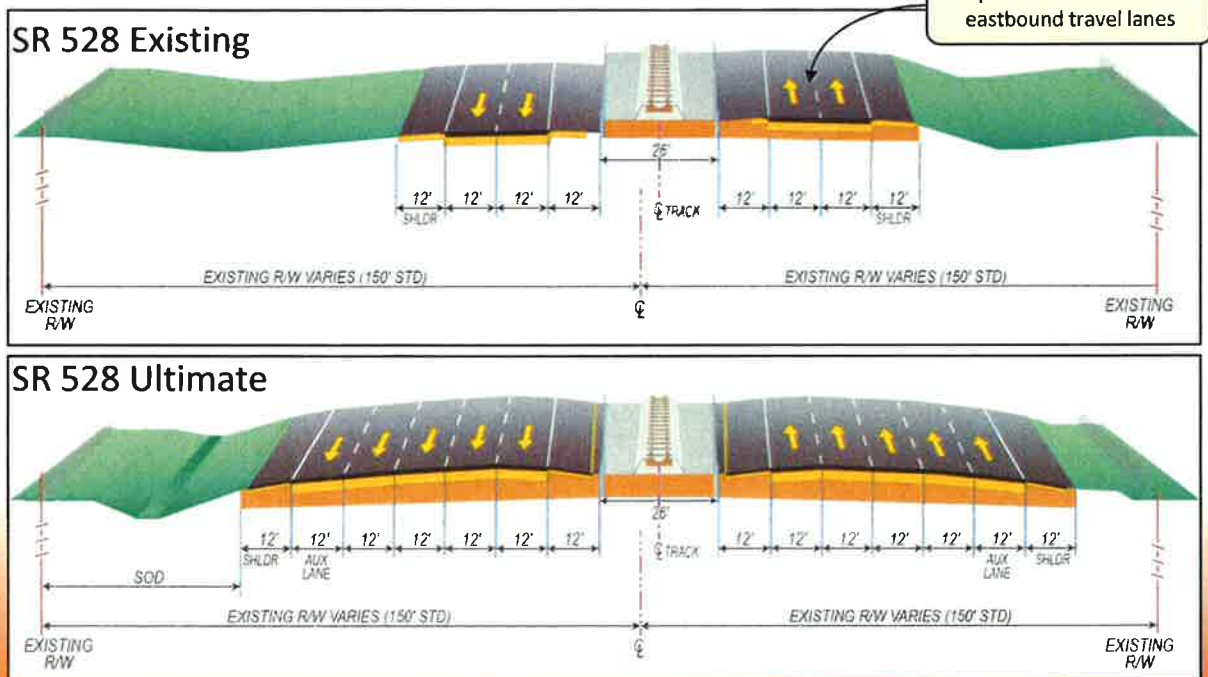 eastbound travel lanes
SR 528 Existing
26'
12' 12' 12' 12' ℄ TRACK 12' 12' 12' 12'
SHLDR SHLDR
EXISTING R/W VARIES (150' STD) EXISTING R/W VARIES (150' STD)
EXISTING ℄ EXISTING
R/W R/W
SR 528 Ultimate
26'
12' 12' 12' 12' 12' 12' 12' ℄ TRACK 12' 12' 12' 12' 12' 12' 12'
SHLDR AUX AUX SHLDR
LANE LANE
SOD
EXISTING R/W VARIES (150' STD) EXISTING R/W VARIES (150' STD)
EXISTING ℄ EXISTING
R/W R/W